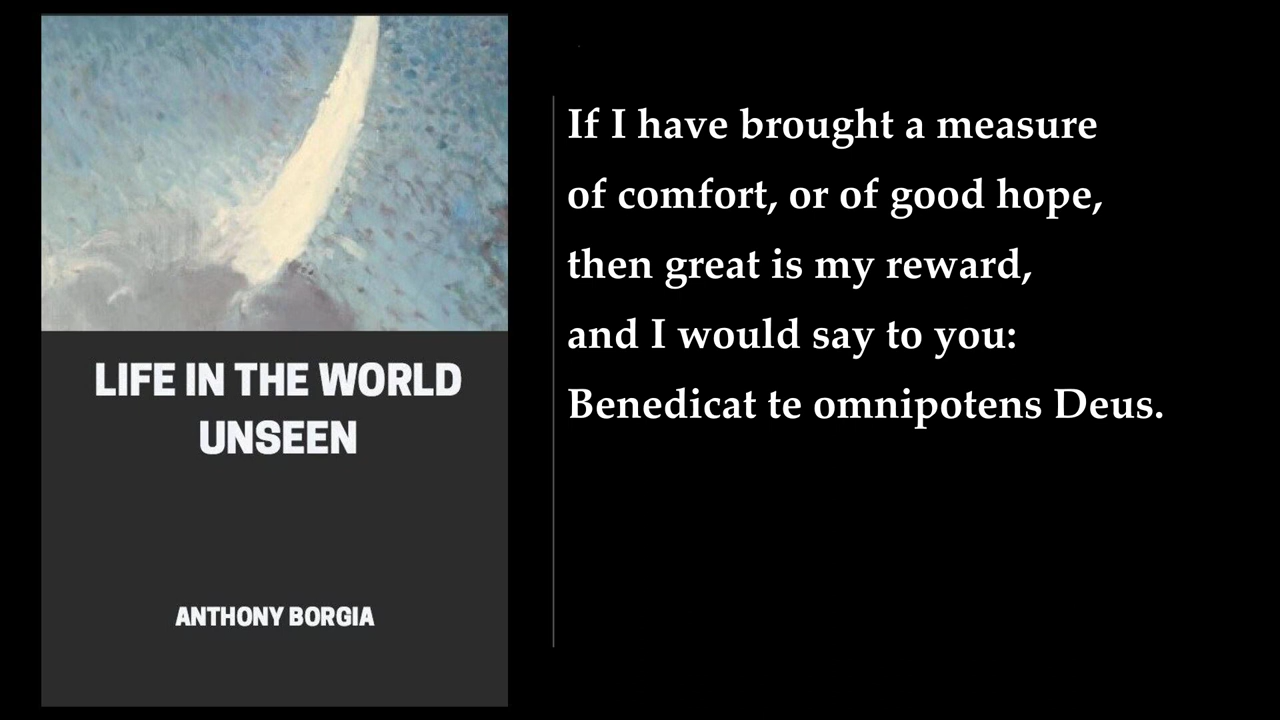 LIFE IN THE WORLD
UNSEEN
ANTHONY BORGIA
If I have brought a measure
of comfort, or of good hope,
then great is my reward,
and I would say to you:
Benedicat te omnipotens Deus.